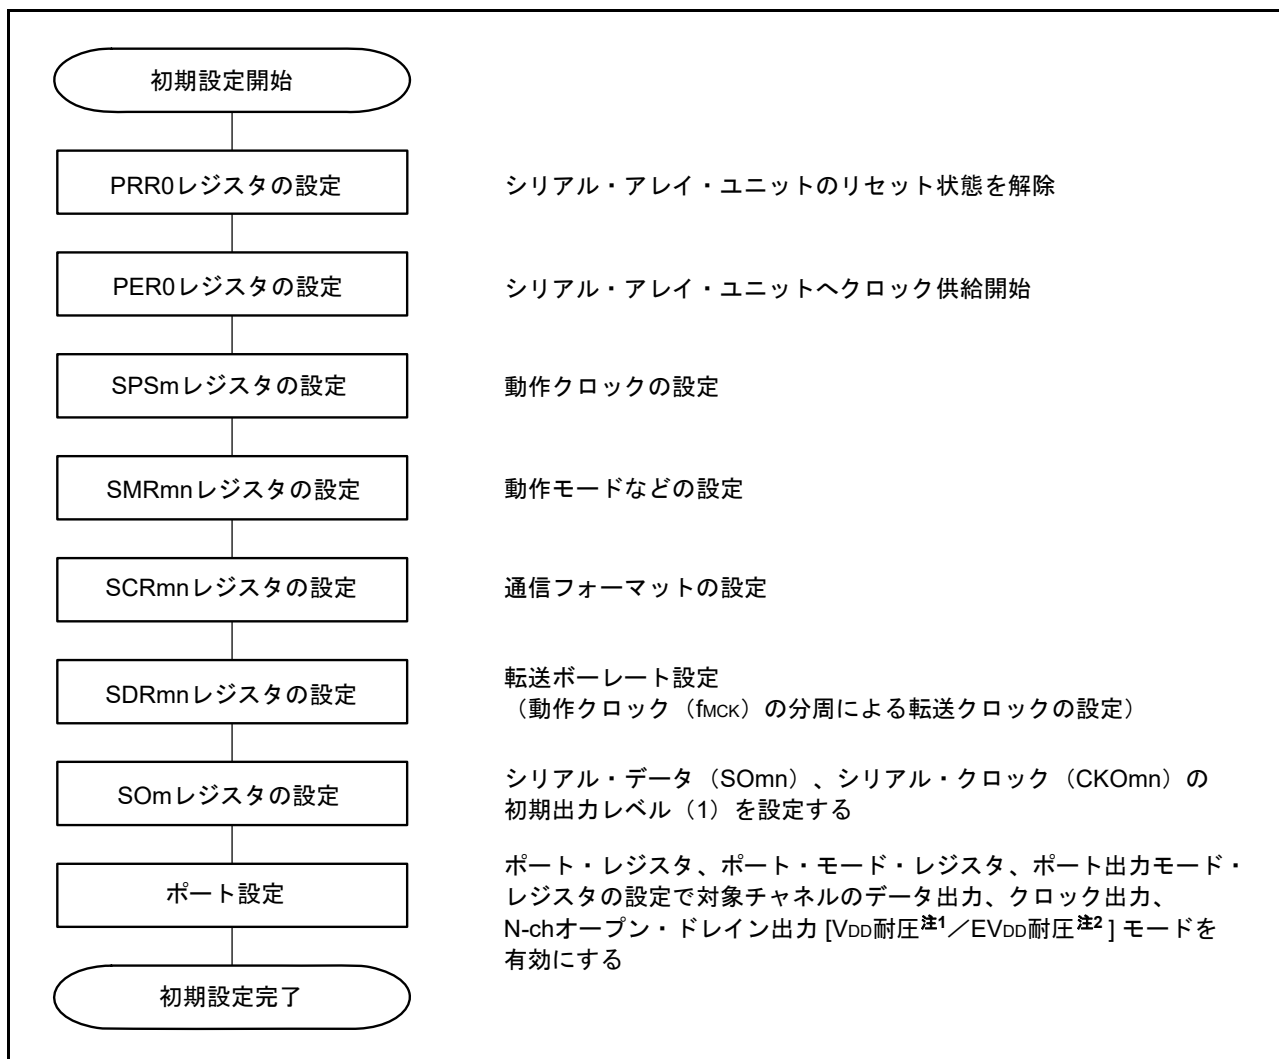 初期設定開始
PRR0レジスタの設定
シリアル・アレイ・ユニットのリセット状態を解除
PER0レジスタの設定
シリアル・アレイ・ユニットへクロック供給開始
SPSmレジスタの設定
動作クロックの設定
SMRmnレジスタの設定
動作モードなどの設定
SCRmnレジスタの設定
通信フォーマットの設定
SDRmnレジスタの設定
転送ボーレート設定
（動作クロック（fMCK）の分周による転送クロックの設定）
SOmレジスタの設定
シリアル・データ（SOmn）、シリアル・クロック（CKOmn）の
初期出力レベル（1）を設定する
ポート設定
ポート・レジスタ、ポート・モード・レジスタ、ポート出力モード・
レジスタの設定で対象チャネルのデータ出力、クロック出力、
N-chオープン・ドレイン出力 [VDD耐圧注1／EVDD耐圧注2 ] モードを
有効にする
初期設定完了